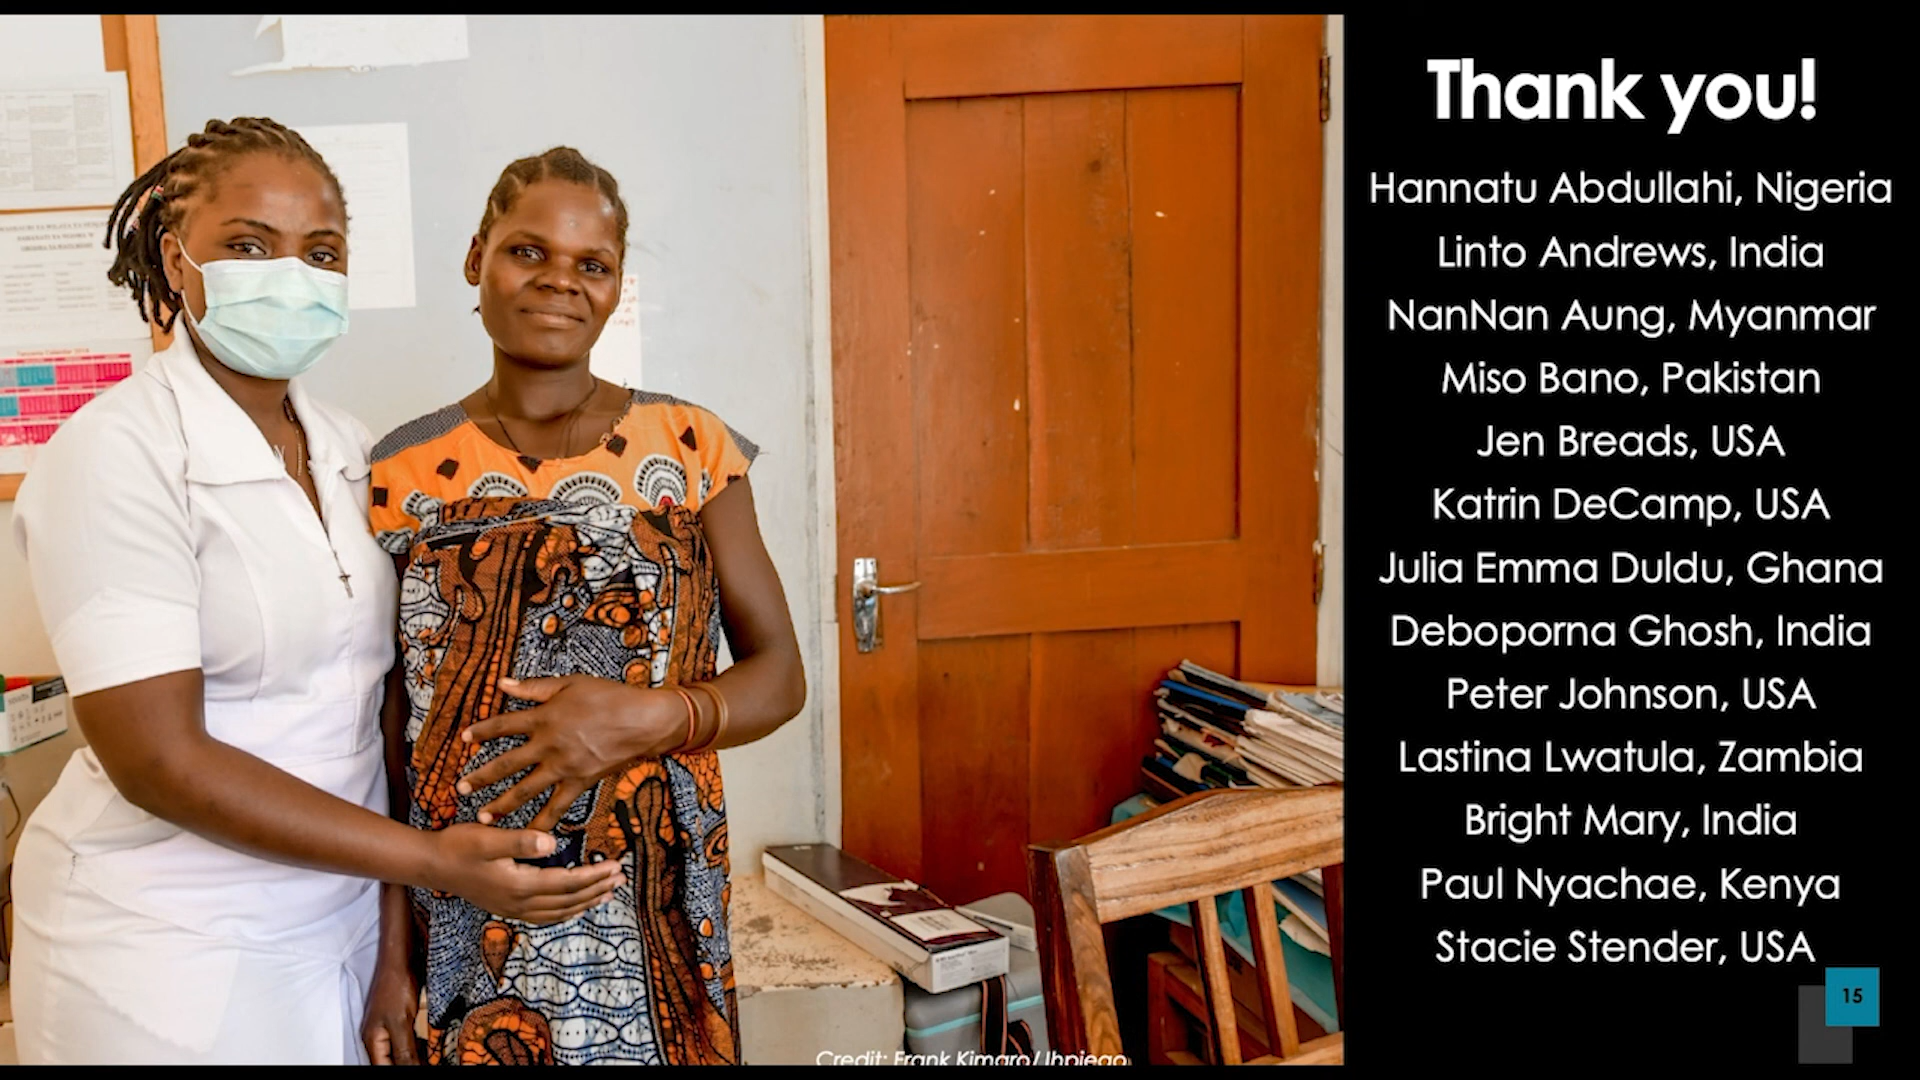 Thank you!
Hannatu Abdullahi, Nigeria
Linto Andrews, India
NanNan Aung, Myanmar
Miso Bano, Pakistan
Jen Breads, USA
Katrin DeCamp, USA
Julia Emma Duldu, Ghana
Deboporna Ghosh, India
Peter Johnson, USA
Lastina Lwatula, Zambia
Bright Mary, India
Paul Nyachae, Kenya
Stacie Stender, USA
15
Credit: Frank Kimaro/ Jhpiego